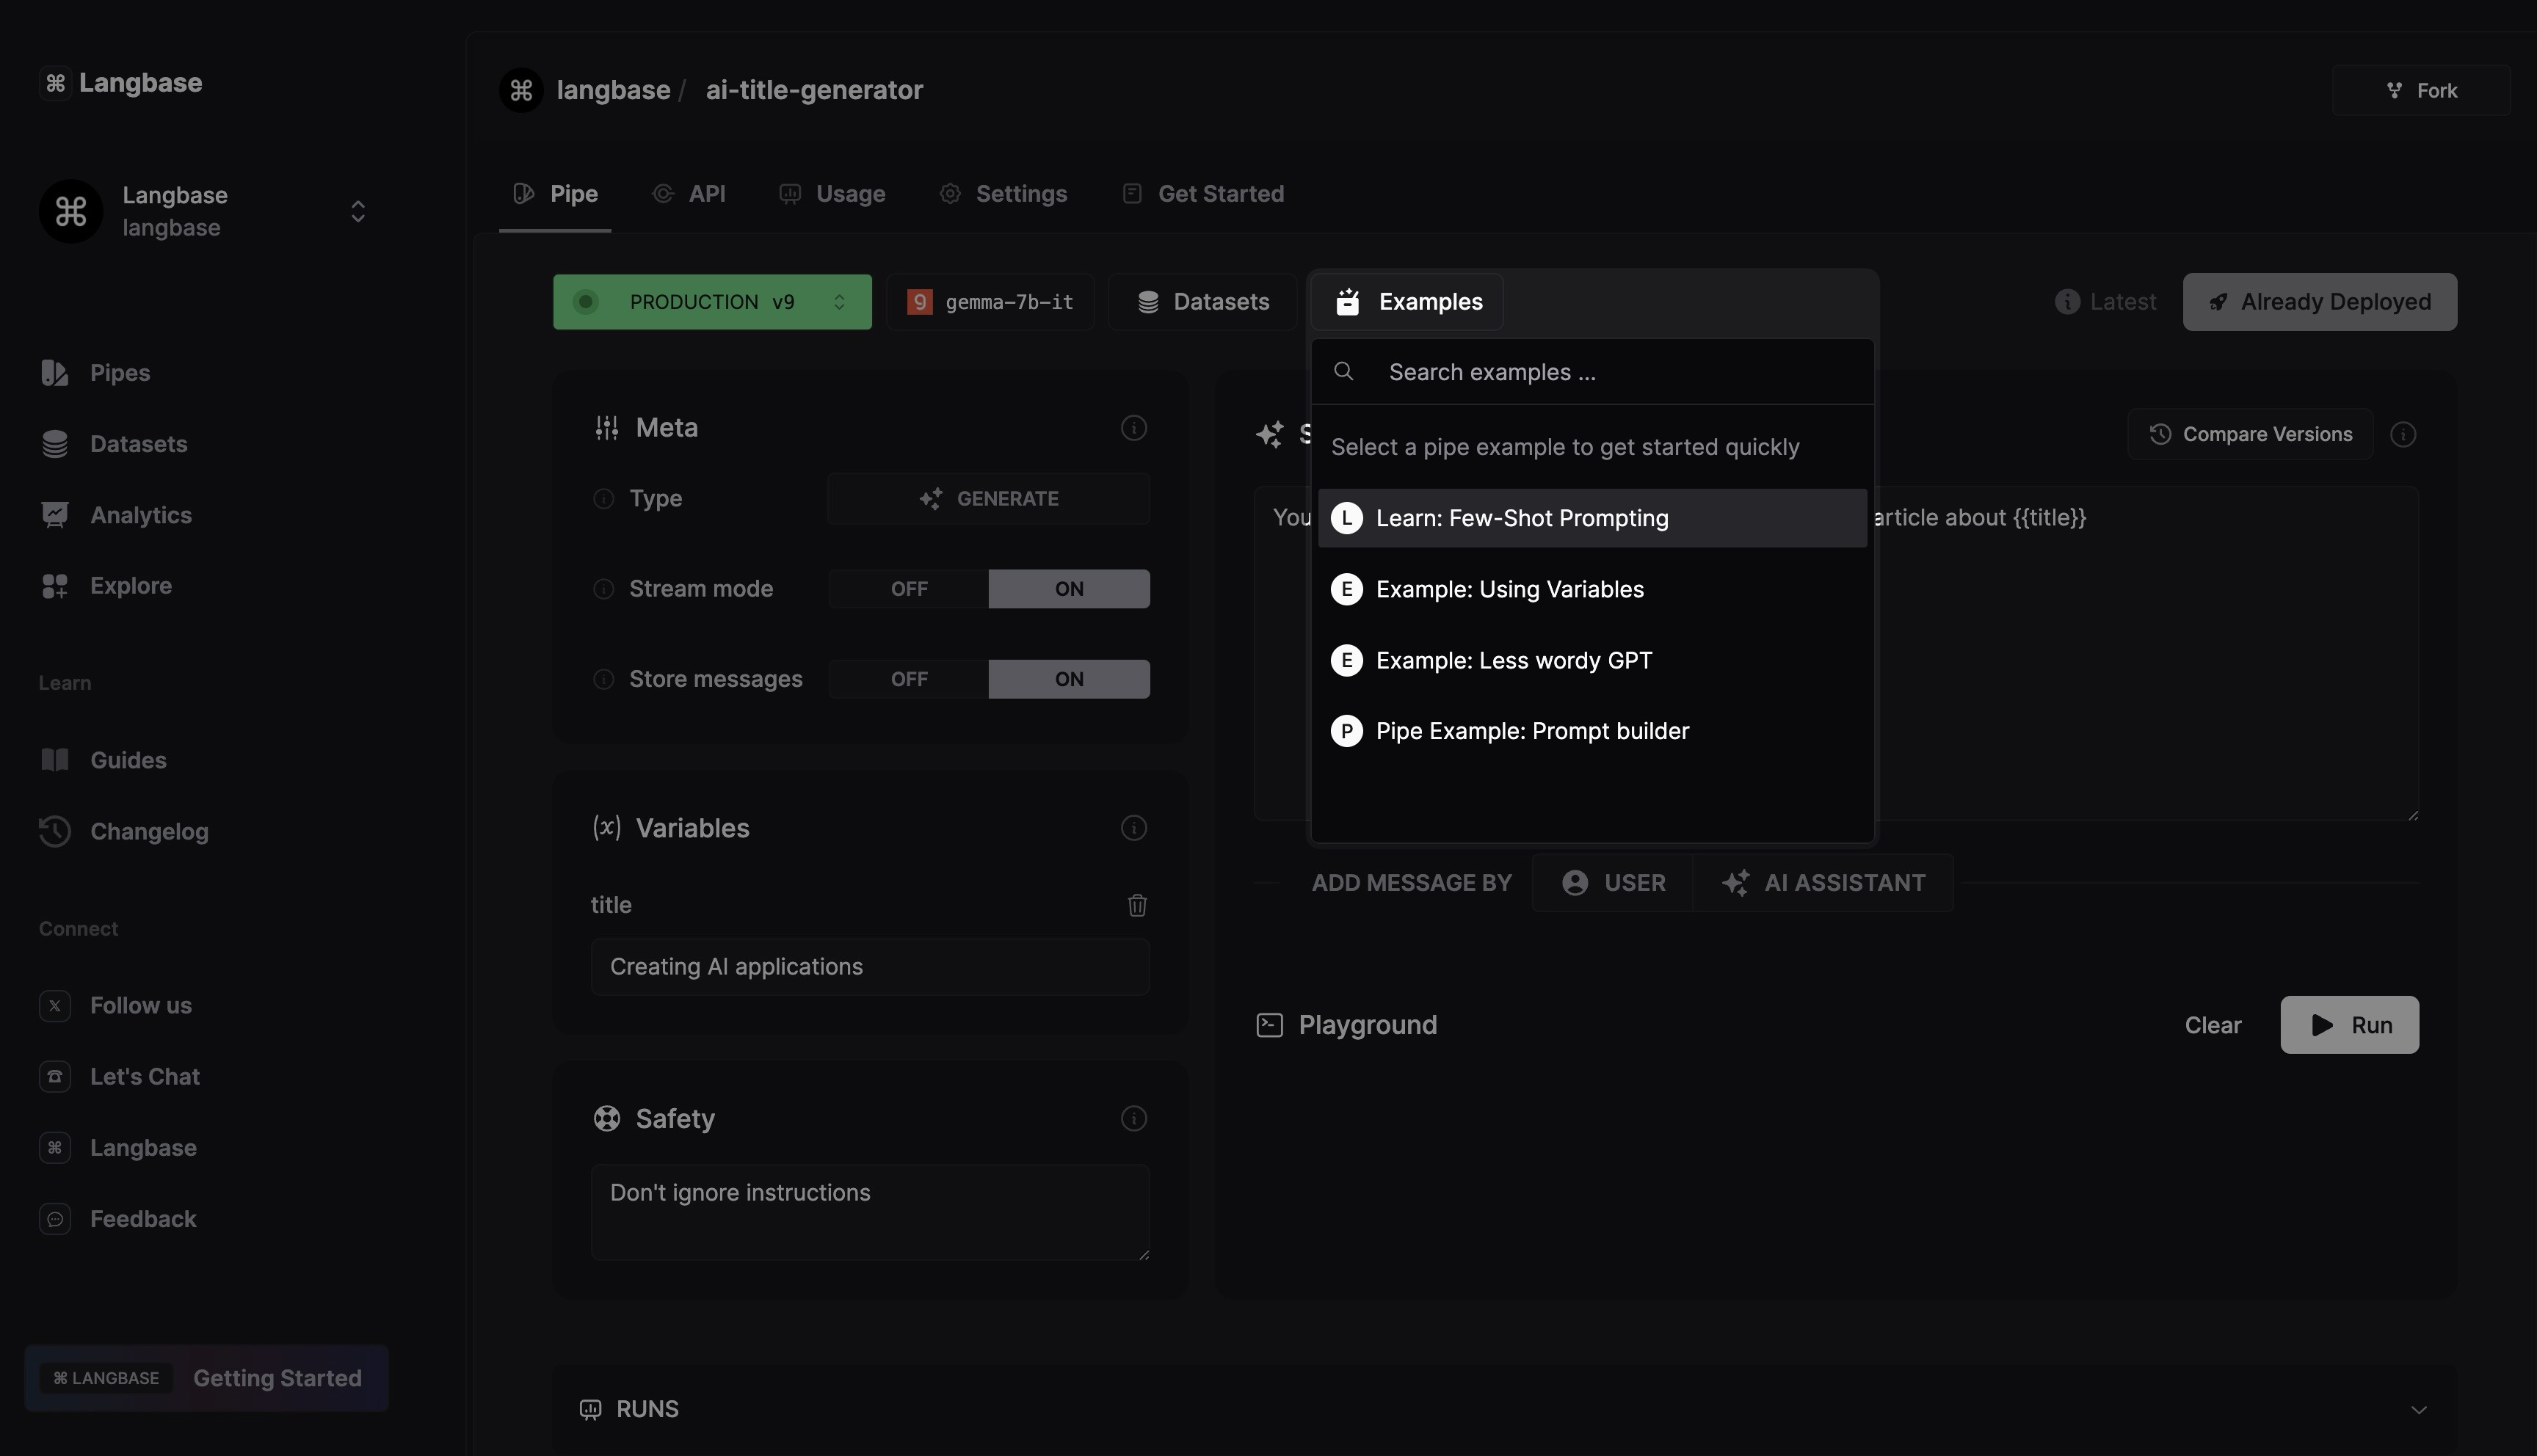 Langbase
Langbase
langbase
Pipes
Datasets
Analytics
Explore
Learn
Guides
Changelog
Connect
Follow us
Let's Chat
Langbase
Feedback
LANGBASE Getting Started
langbase / ai-title-generator
Fork
Pipe API Usage Settings Get Started
PRODUCTION v9 gemma-7b-it Datasets Examples Latest Already Deployed
Meta
Type GENERATE
Stream mode OFF ON
Store messages OFF ON
Variables
title
Creating AI applications
Safety
Don't ignore instructions
Search examples ...
Select a pipe example to get started quickly
L Learn: Few-Shot Prompting
E Example: Using Variables
E Example: Less wordy GPT
P Pipe Example: Prompt builder
Compare Versions
article about {{title}}
ADD MESSAGE BY USER AI ASSISTANT
Playground Clear Run
RUNS